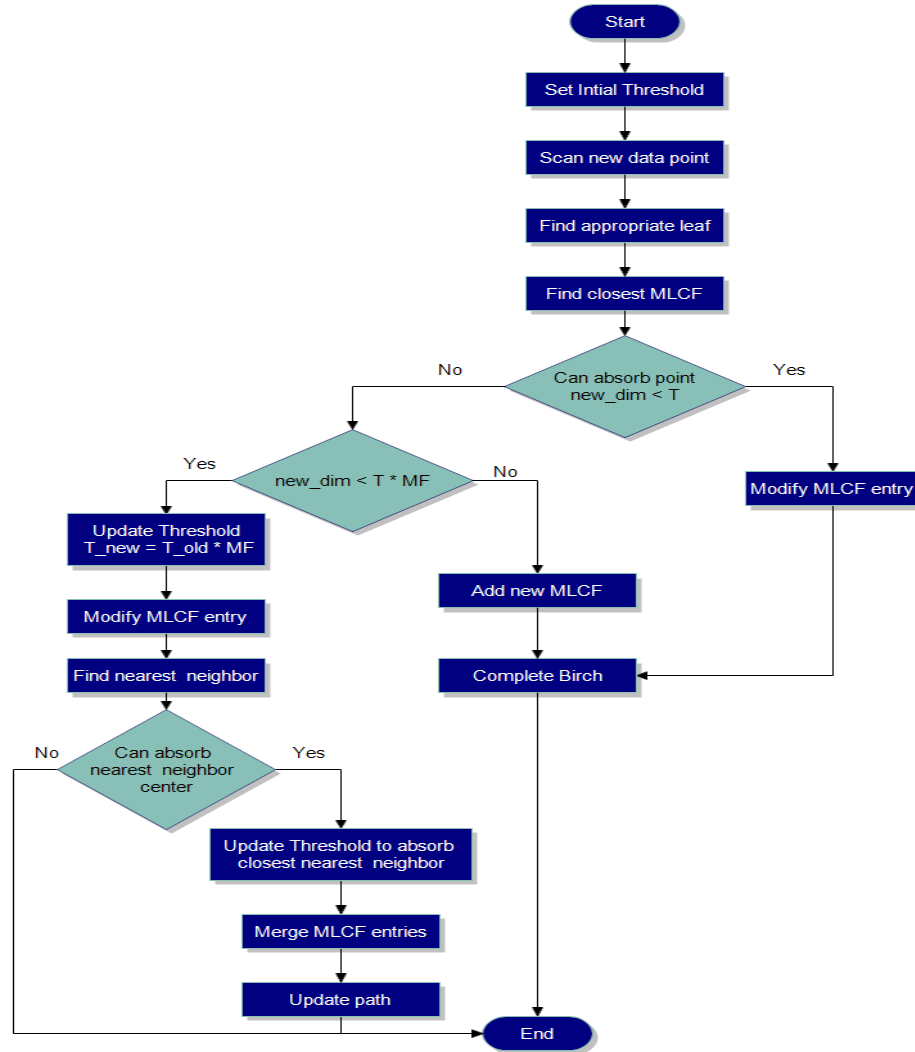 Start
Set Intial Threshold
Scan new data point
Find appropriate leaf
Find closest MLCF
Can absorb point
new_dim < T
No
Yes
new_dim < T * MF
Yes
No
Modify MLCF entry
Update Threshold
T_new = T_old * MF
Add new MLCF
Modify MLCF entry
Find nearest neighbor
Complete Birch
Can absorb
nearest neighbor
center
No
Yes
Update Threshold to absorb
closest nearest neighbor
Merge MLCF entries
Update path
End